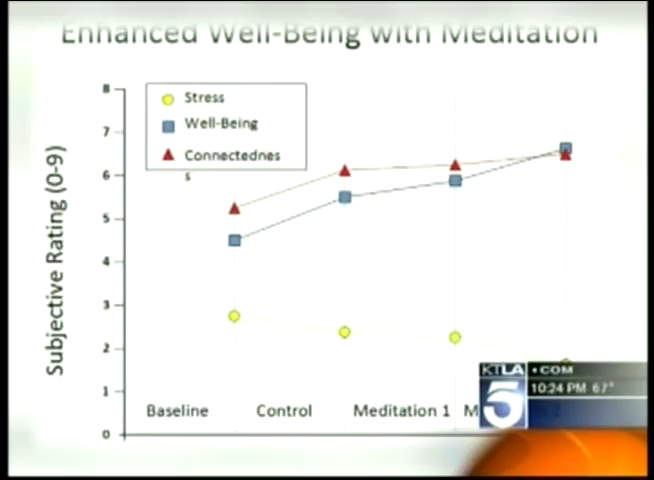 Enhanced Well-Being with Meditation
Subjective Rating (0-9)
8
7
6
5
4
3
2
1
0
Stress
Well-Being
Connectednes
s
Baseline
Control
Meditation 1
M
KTLA
5
.COM
10:24 PM 67°